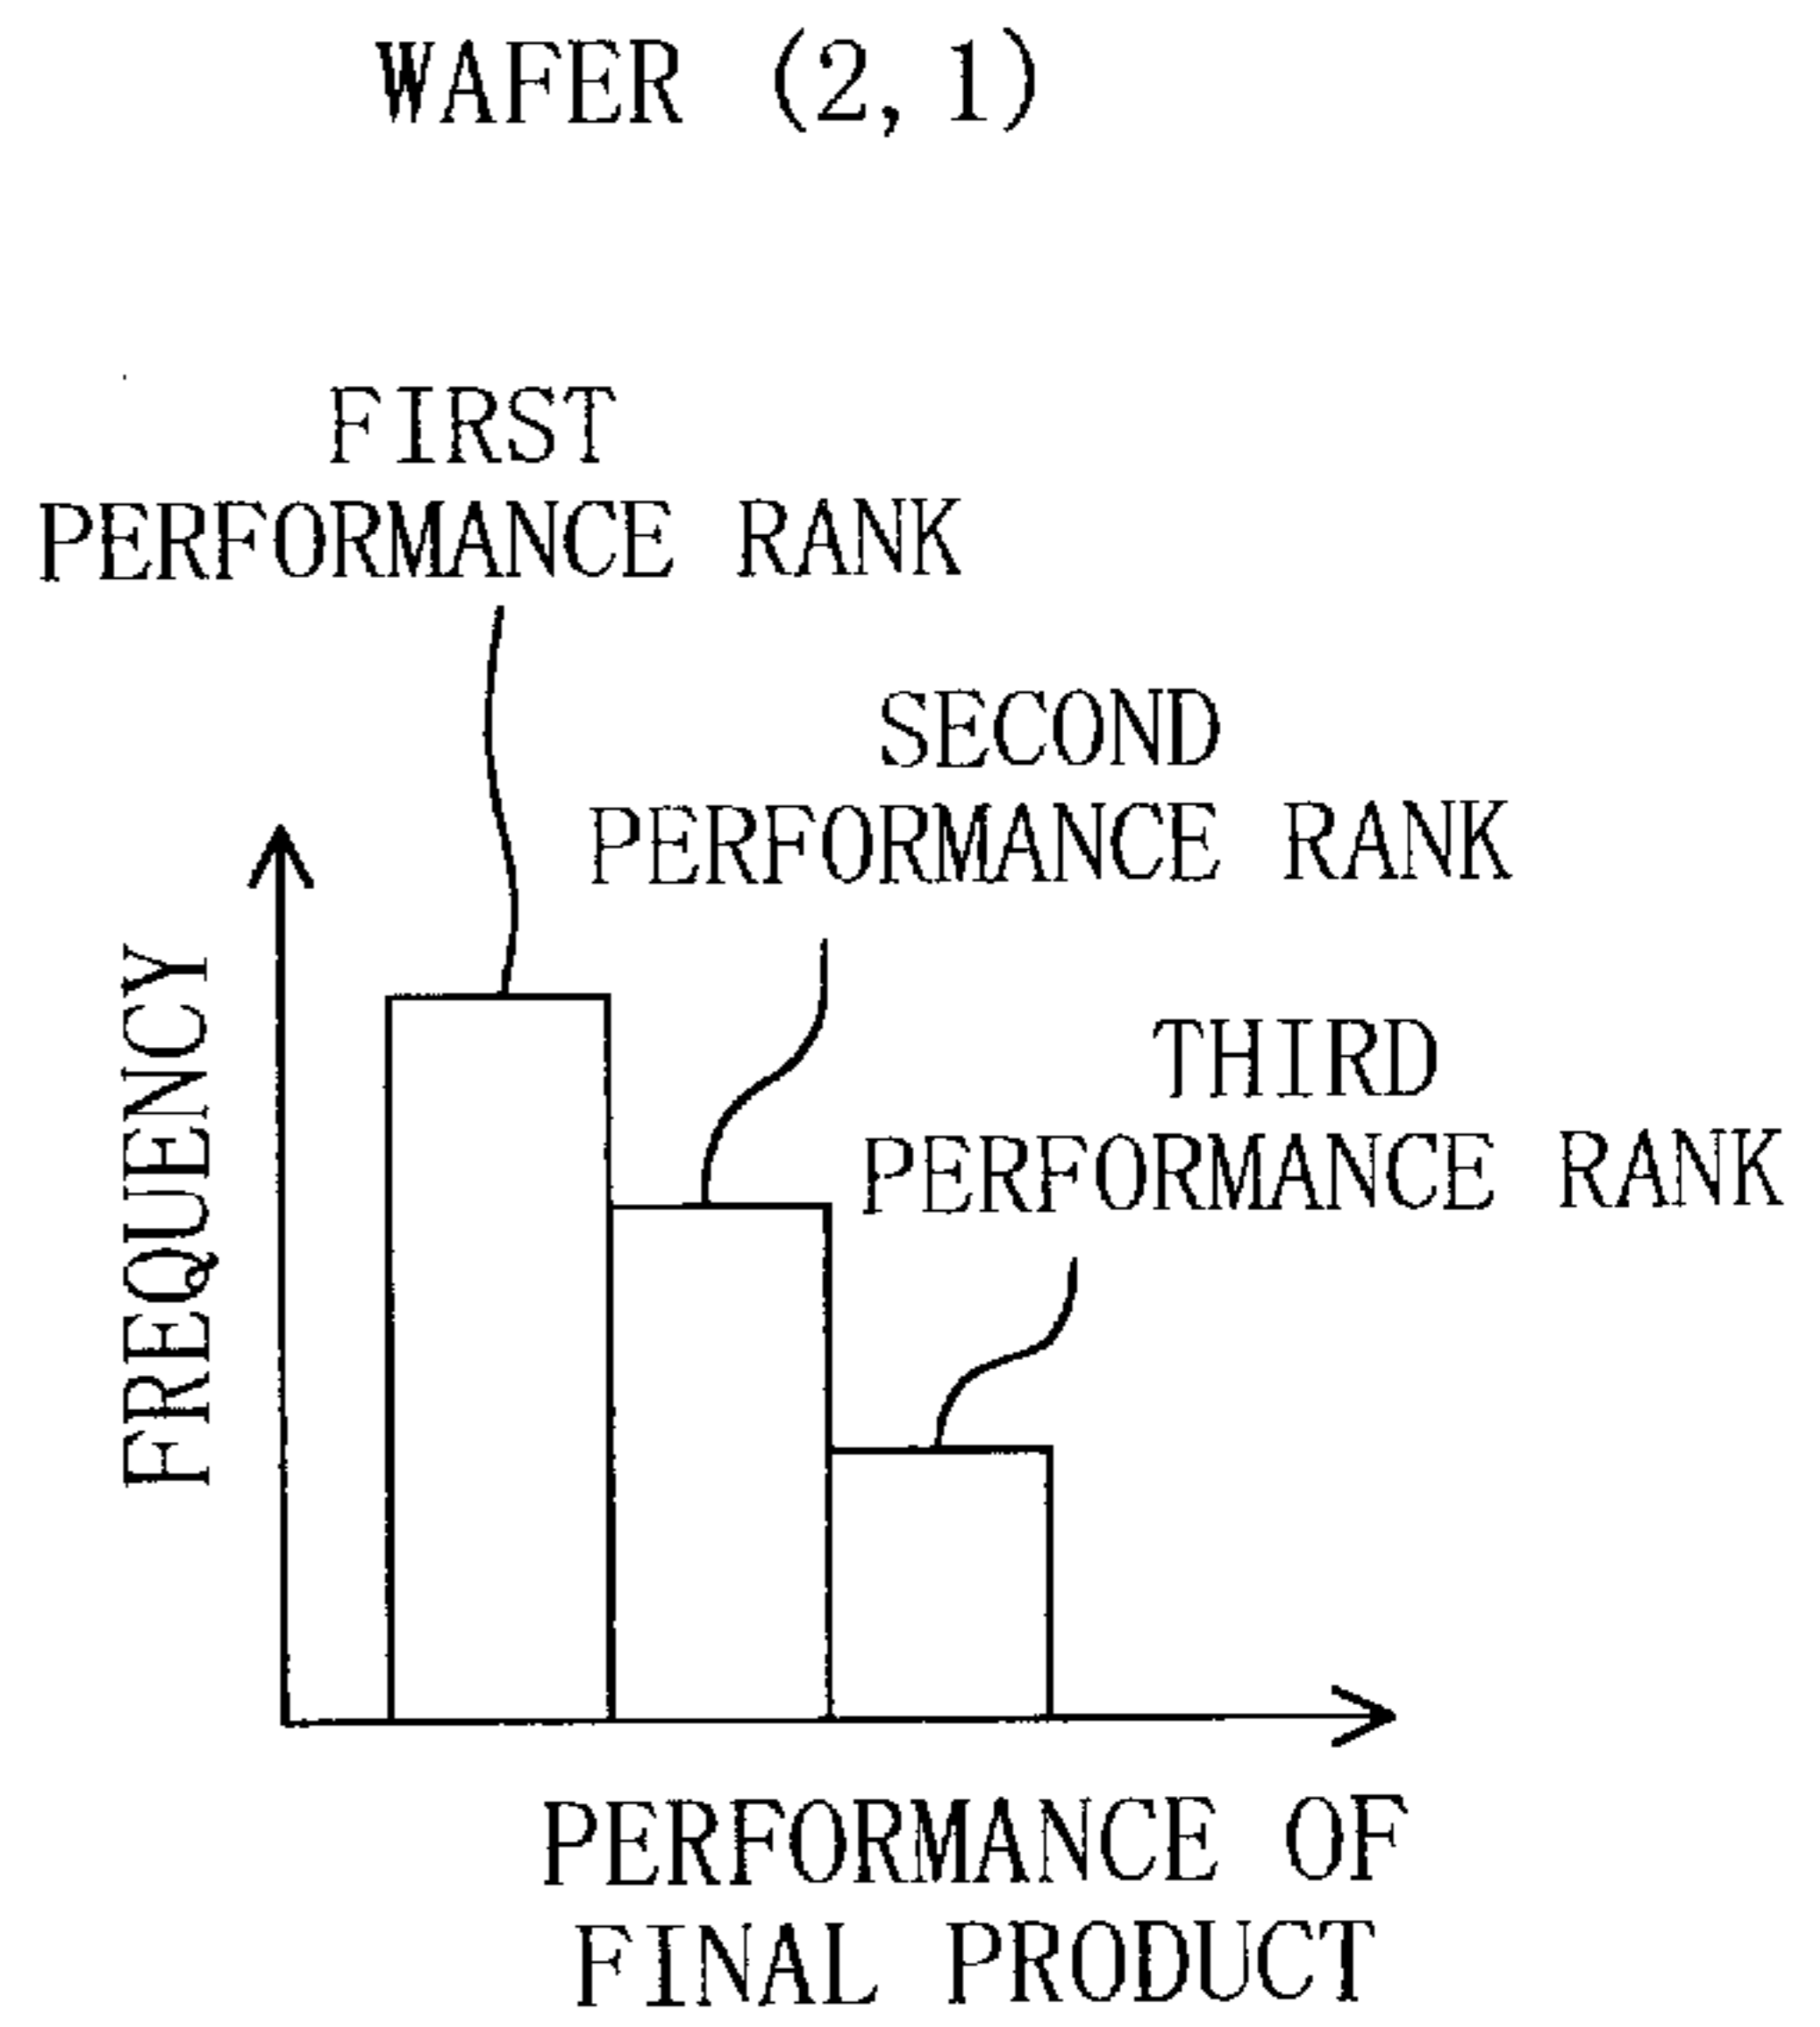 WAFER (2,1)
FIRST
PERFORMANCE RANK
SECOND
PERFORMANCE RANK
THIRD
PERFORMANCE RANK
FREQUENCY
PERFORMANCE OF
FINAL PRODUCT